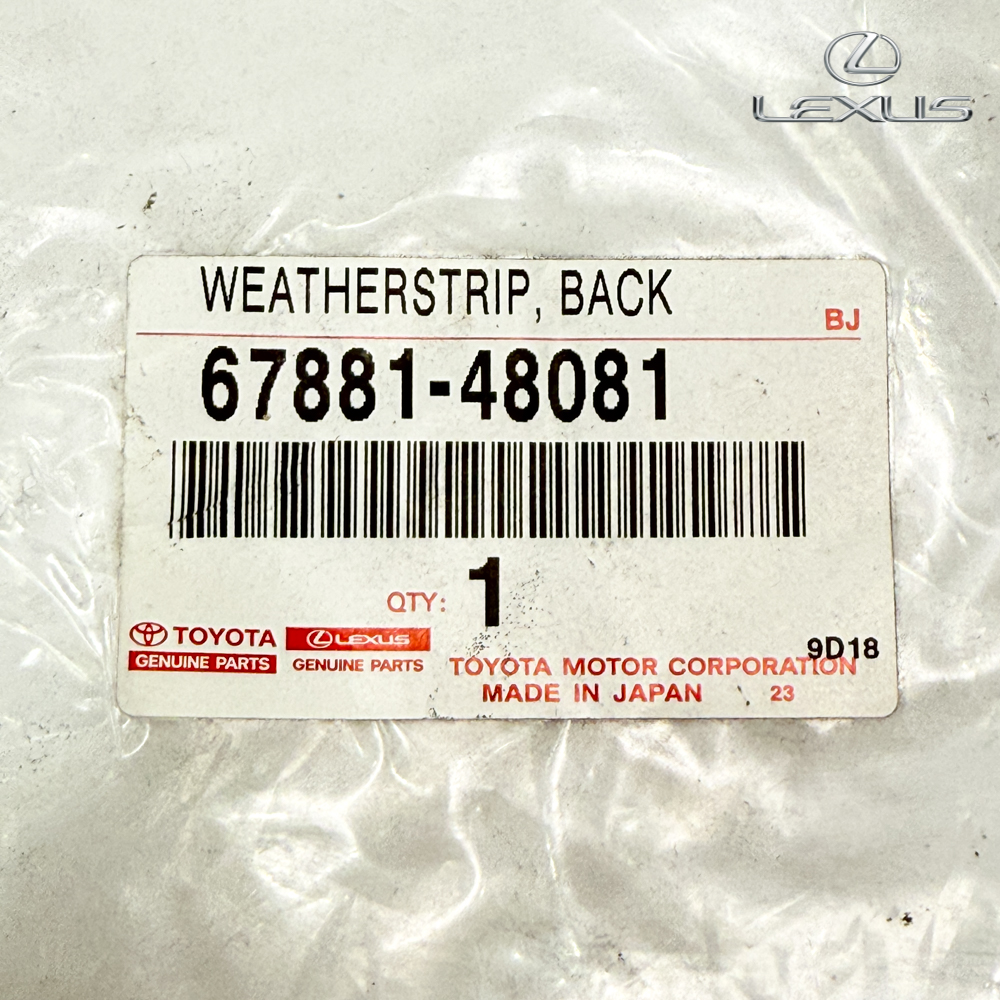 LEXUS
WEATHERSTRIP, BACK
BJ
67881-48081
QTY: 1
TOYOTA LEXUS
GENUINE PARTS GENUINE PARTS
9D18
TOYOTA MOTOR CORPORATION
MADE IN JAPAN 23